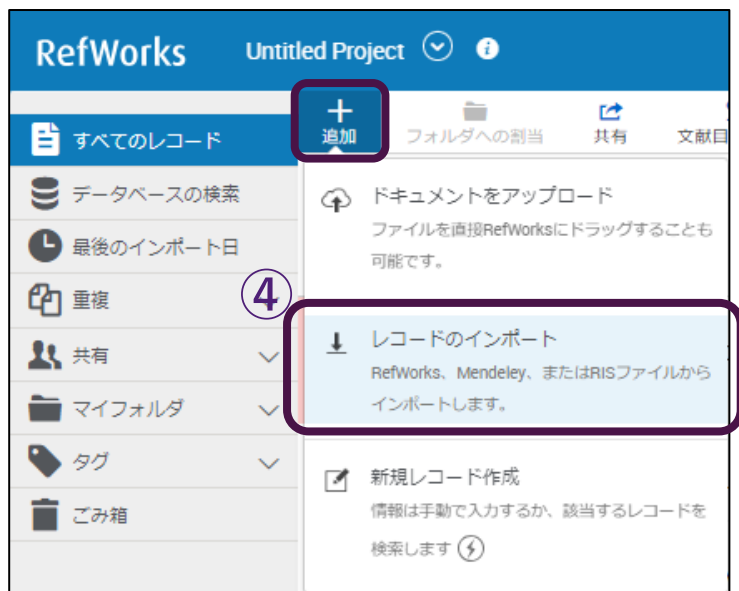 RefWorks Untitled Project
追加
フォルダへの割当
共有
文献目
すべてのレコード
データベースの検索
最後のインポート日
重複
共有
マイフォルダ
タグ
ごみ箱
ドキュメントをアップロード
ファイルを直接RefWorksにドラッグすることも
可能です。
④
レコードのインポート
RefWorks、Mendeley、またはRISファイルから
インポートします。
新規レコード作成
情報は手動で入力するか、該当するレコードを
検索します